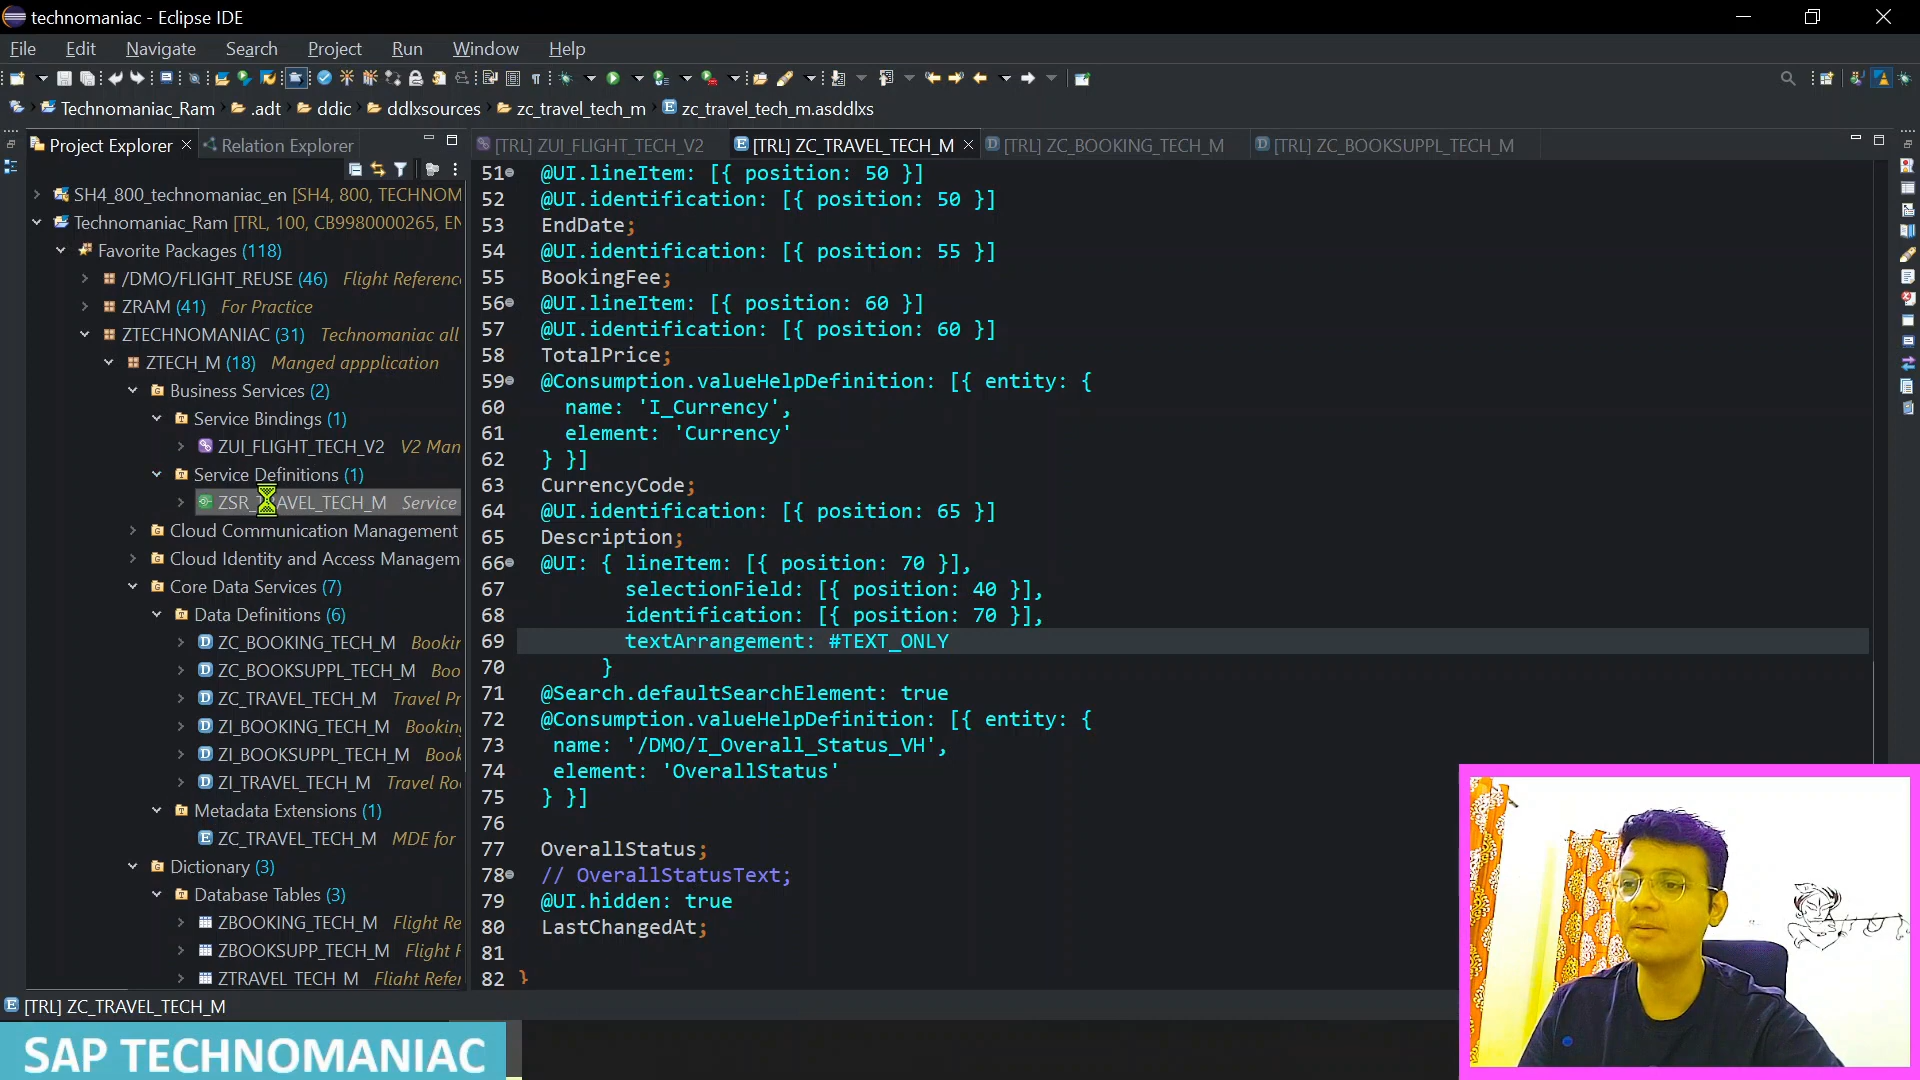 technomaniac - Eclipse IDE
File Edit Navigate Search Project Run Window Help
Technomaniac_Ram .adt ddic ddlxsources zc_travel_tech_m zc_travel_tech_m.asddlxs
Project Explorer Relation Explorer
[TRL] ZUI_FLIGHT_TECH_V2 [TRL] ZC_TRAVEL_TECH_M [TRL] ZC_BOOKING_TECH_M [TRL] ZC_BOOKSUPPL_TECH_M
SH4_800_technomaniac_en [SH4, 800, TECHNOM
Technomaniac_Ram [TRL, 100, CB9980000265, EN
Favorite Packages (118)
/DMO/FLIGHT_REUSE (46) Flight Referenc
ZRAM (41) For Practice
ZTECHNOMANIAC (31) Technomaniac all
ZTECH_M (18) Manged appplication
Business Services (2)
Service Bindings (1)
ZUI_FLIGHT_TECH_V2 V2 Man
Service Definitions (1)
ZSR_TRAVEL_TECH_M Service
Cloud Communication Management
Cloud Identity and Access Managem
Core Data Services (7)
Data Definitions (6)
ZC_BOOKING_TECH_M Bookin
ZC_BOOKSUPPL_TECH_M Boo
ZC_TRAVEL_TECH_M Travel Pr
ZI_BOOKING_TECH_M Booking
ZI_BOOKSUPPL_TECH_M Book
ZI_TRAVEL_TECH_M Travel Ro
Metadata Extensions (1)
ZC_TRAVEL_TECH_M MDE for
Dictionary (3)
Database Tables (3)
ZBOOKING_TECH_M Flight Re
ZBOOKSUPP_TECH_M Flight R
ZTRAVEL_TECH_M Flight Refer
51 @UI.lineItem: [{ position: 50 }]
52 @UI.identification: [{ position: 50 }]
53 EndDate;
54 @UI.identification: [{ position: 55 }]
55 BookingFee;
56 @UI.lineItem: [{ position: 60 }]
57 @UI.identification: [{ position: 60 }]
58 TotalPrice;
59 @Consumption.valueHelpDefinition: [{ entity: {
60 name: 'I_Currency',
61 element: 'Currency'
62 } }]
63 CurrencyCode;
64 @UI.identification: [{ position: 65 }]
65 Description;
66 @UI: { lineItem: [{ position: 70 }],
67 selectionField: [{ position: 40 }],
68 identification: [{ position: 70 }],
69 textArrangement: #TEXT_ONLY
70 }
71 @Search.defaultSearchElement: true
72 @Consumption.valueHelpDefinition: [{ entity: {
73 name: '/DMO/I_Overall_Status_VH',
74 element: 'OverallStatus'
75 } }]
76
77 OverallStatus;
78 // OverallStatusText;
79 @UI.hidden: true
80 LastChangedAt;
81
82 }
[TRL] ZC_TRAVEL_TECH_M
SAP TECHNOMANIAC